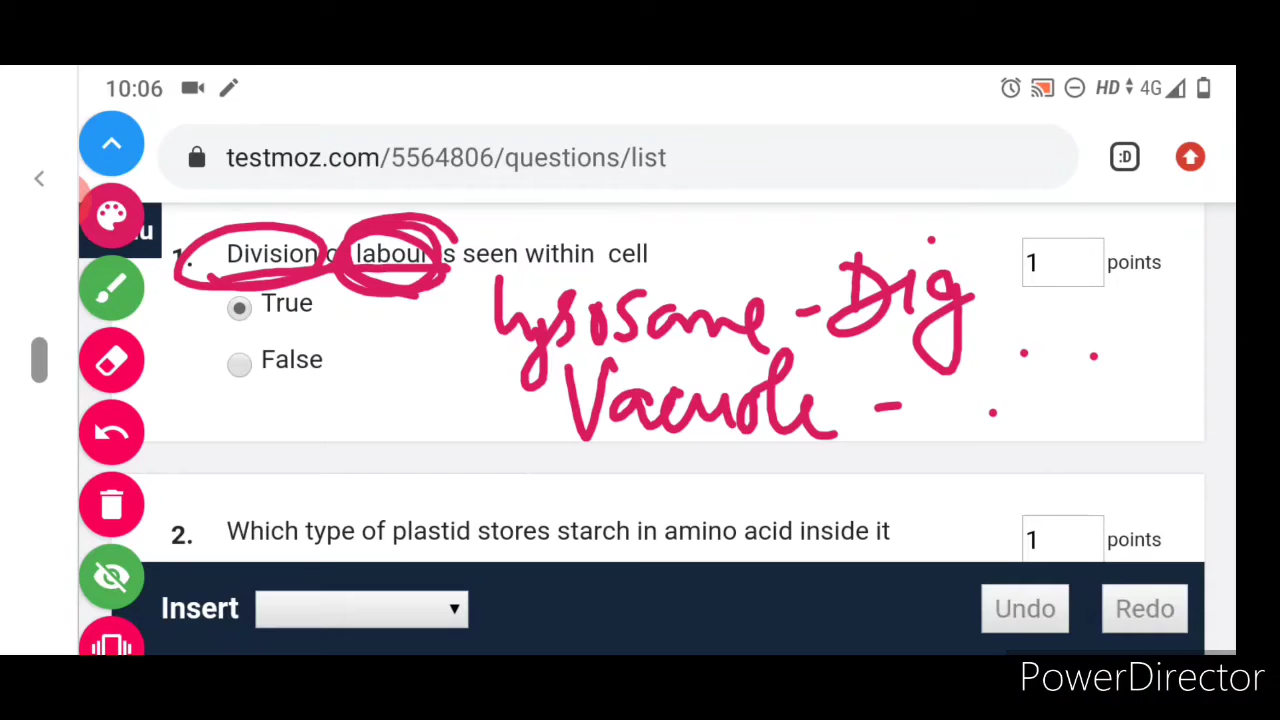 10:06 HD 4G
testmoz.com/5564806/questions/list :D
u
1. Division of labour is seen within cell 1 points
True
Lysosome - Dig
False
Vacuole -
2. Which type of plastid stores starch in amino acid inside it 1 points
Insert Undo Redo
PowerDirector